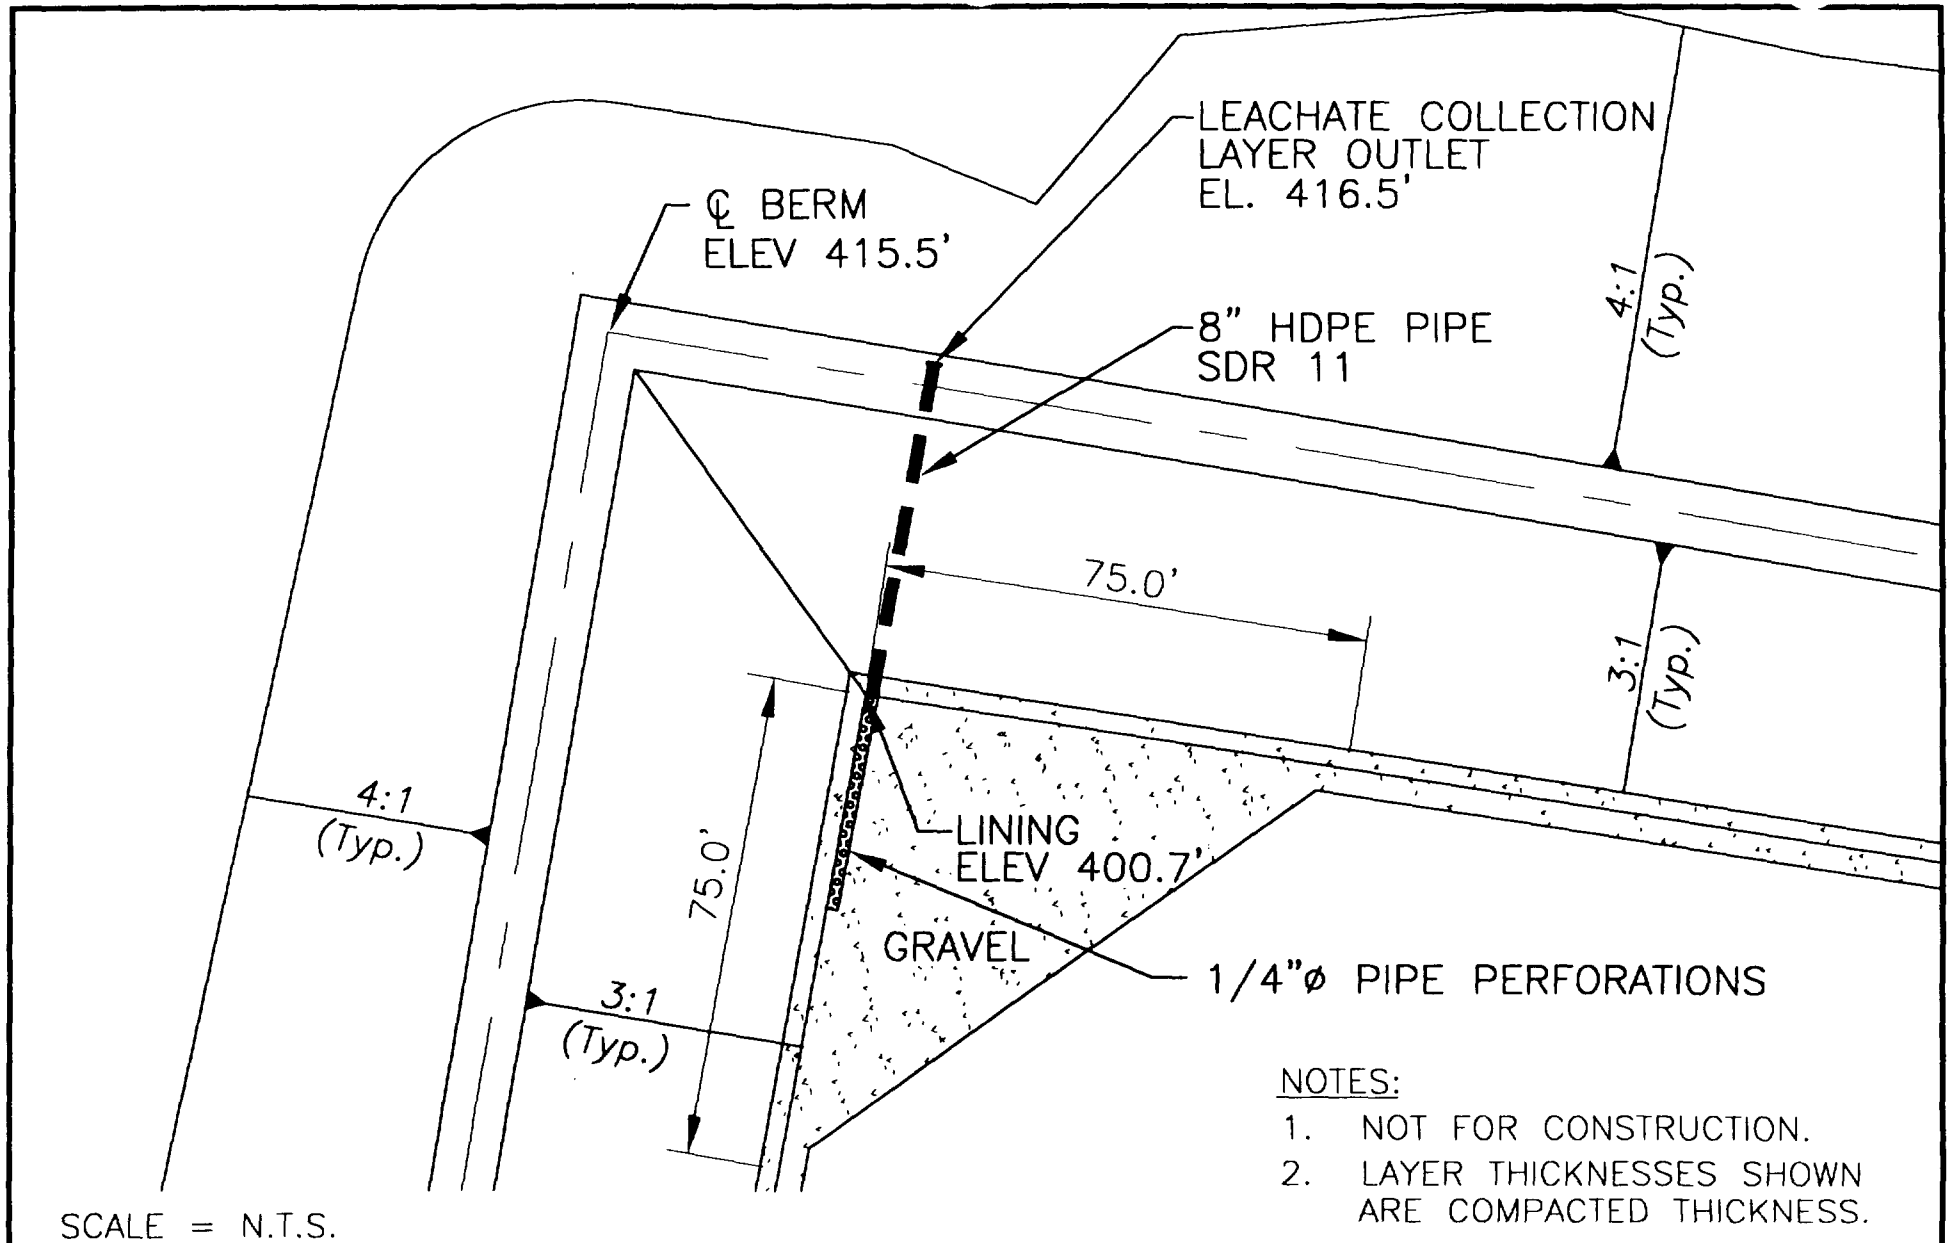 LEACHATE COLLECTION
LAYER OUTLET
EL. 416.5'
℄ BERM
ELEV 415.5'
8" HDPE PIPE
SDR 11
4:1
(Typ.)
75.0'
3:1
(Typ.)
4:1
(Typ.)
75.0'
LINING
ELEV 400.7'
GRAVEL
1/4"ø PIPE PERFORATIONS
3:1
(Typ.)
NOTES:
1. NOT FOR CONSTRUCTION.
2. LAYER THICKNESSES SHOWN
ARE COMPACTED THICKNESS.
SCALE = N.T.S.